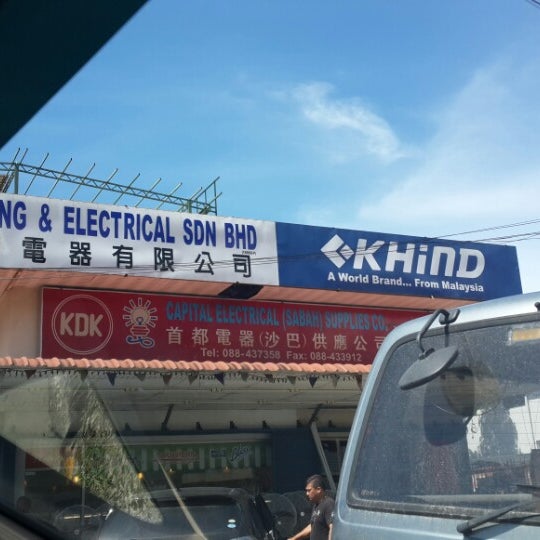 NG & ELECTRICAL SDN BHD
電器有限公司
KHIND
A World Brand... From Malaysia
KDK
CAPITAL ELECTRICAL (SABAH) SUPPLIES CO.
首都電器(沙巴)供應公司
Tel: 088-437358 Fax: 088-433912